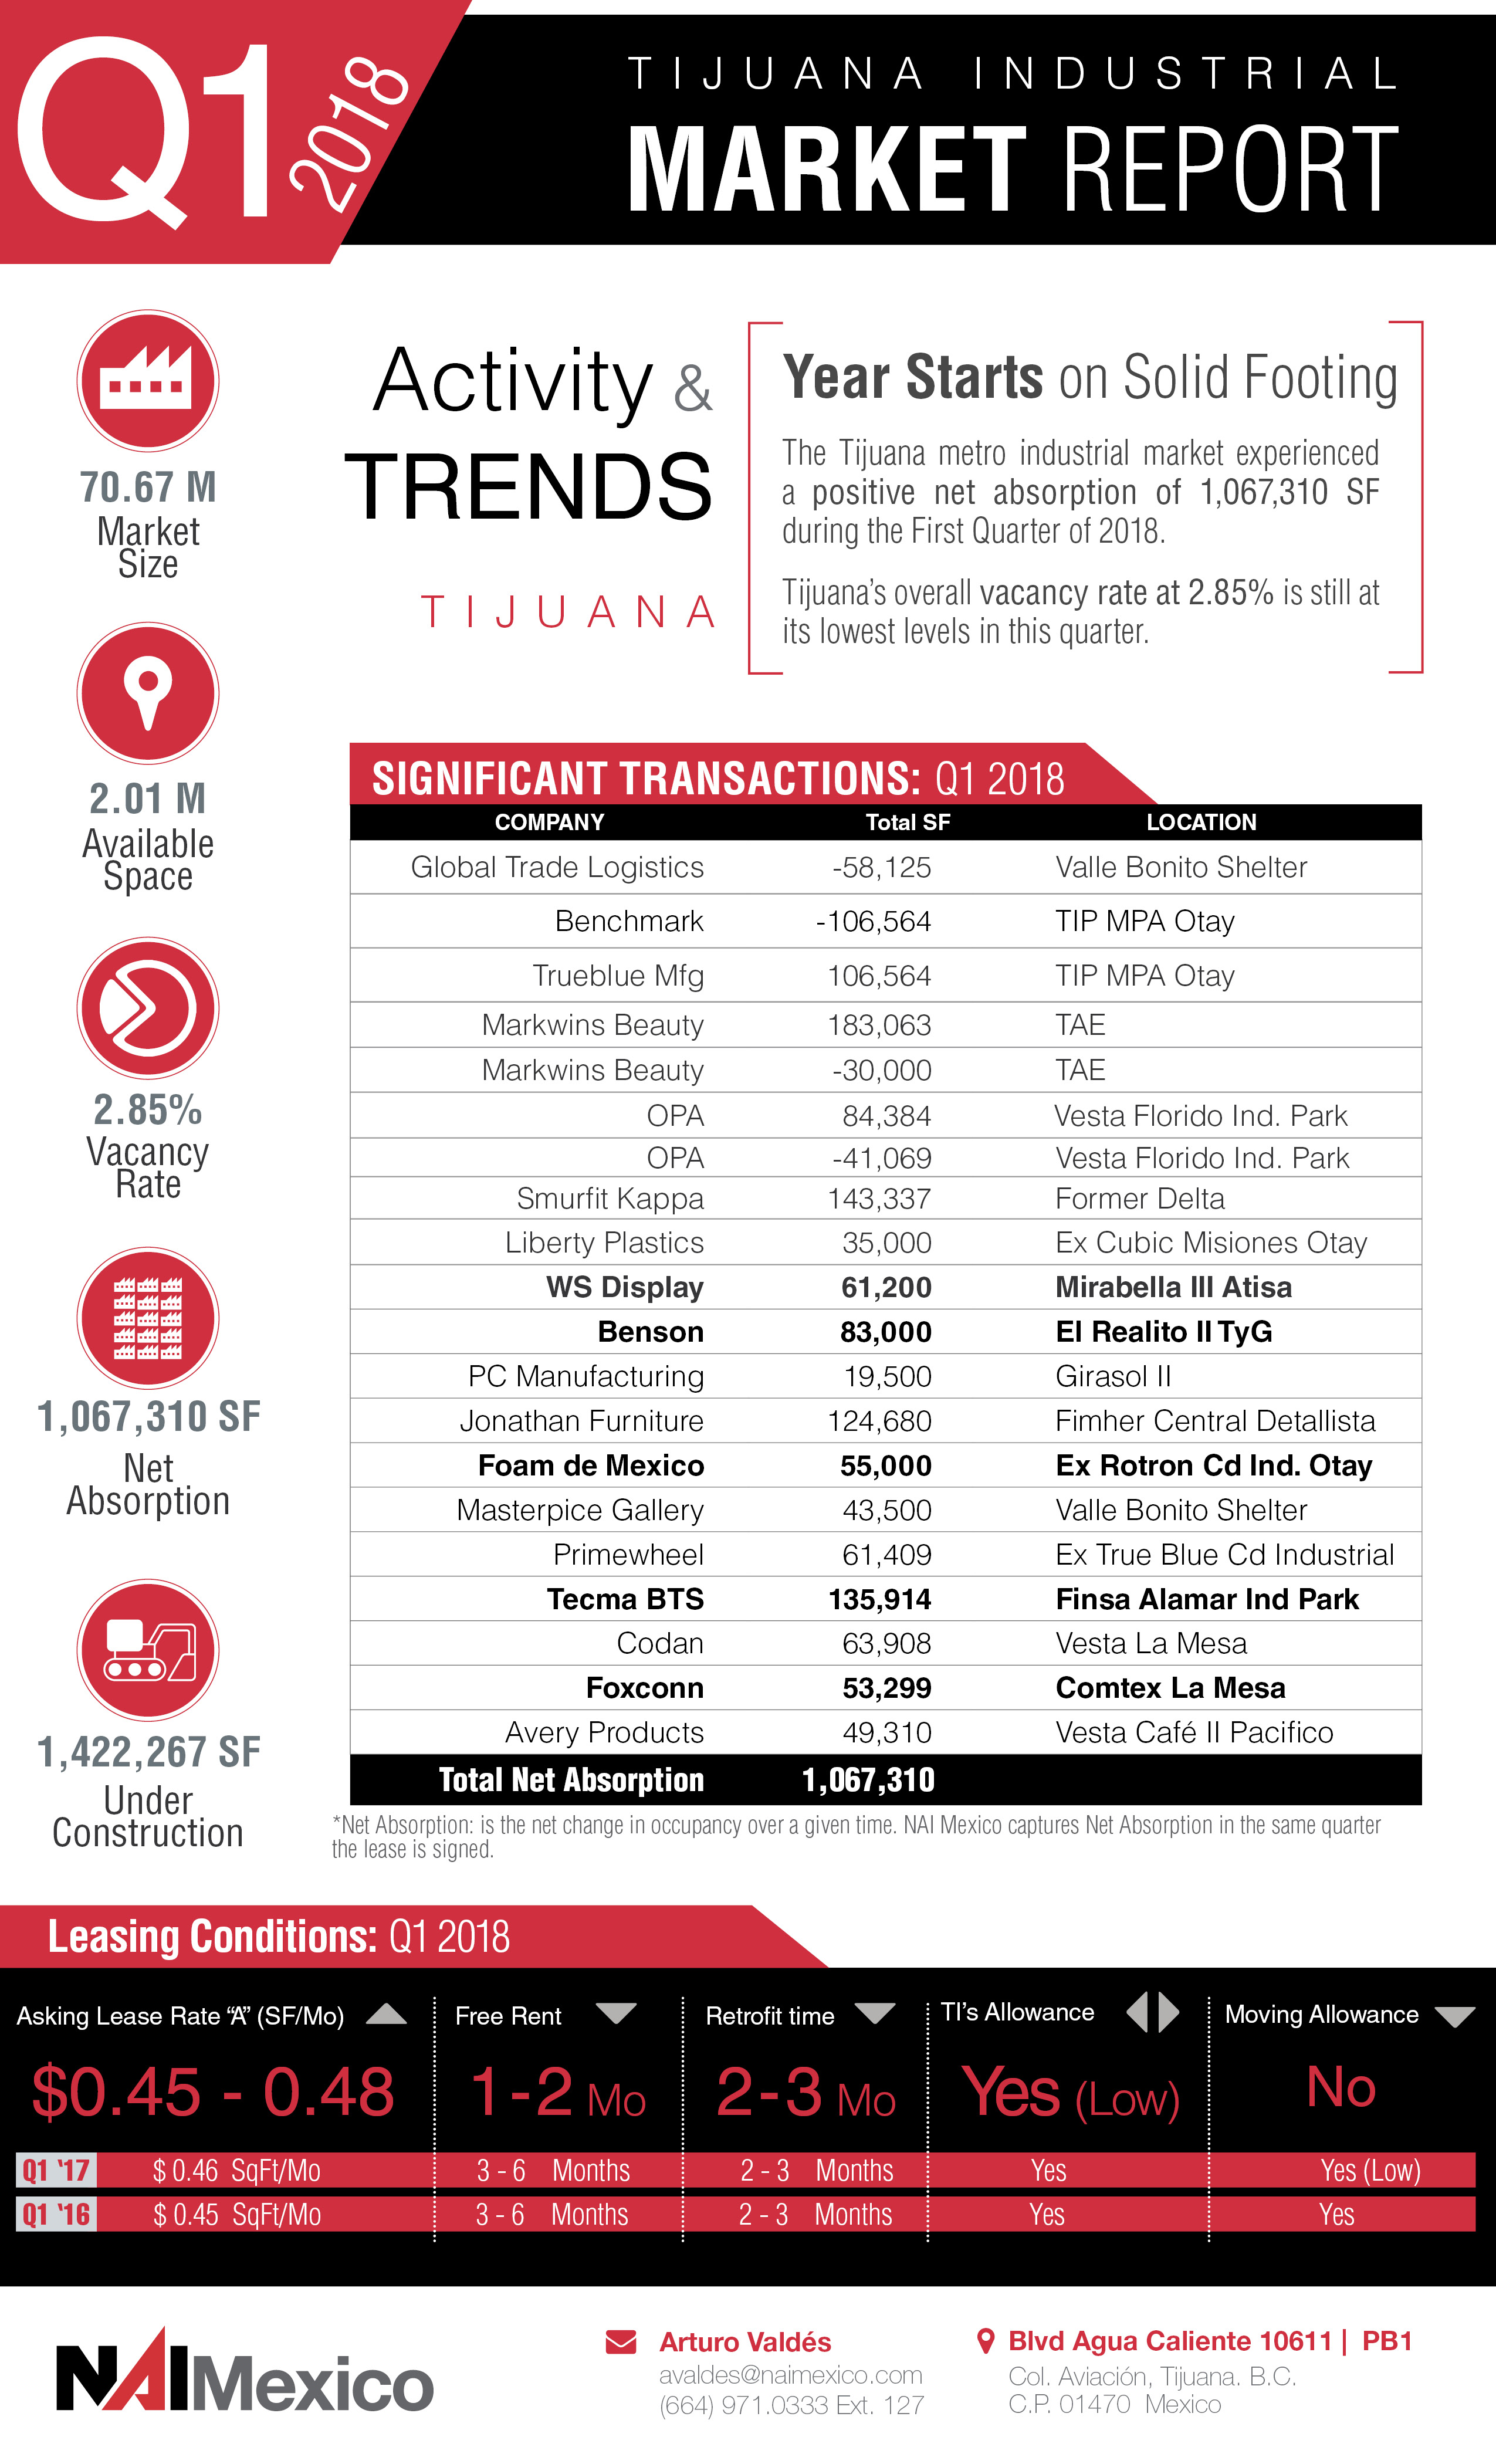 Q1 2018
TIJUANA INDUSTRIAL
MARKET REPORT
70.67 M
Market
Size
2.01 M
Available
Space
2.85%
Vacancy
Rate
1,067,310 SF
Net
Absorption
1,422,267 SF
Under
Construction
Activity &
TRENDS
TIJUANA
Year Starts on Solid Footing
The Tijuana metro industrial market experienced
a positive net absorption of 1,067,310 SF
during the First Quarter of 2018.
Tijuana’s overall vacancy rate at 2.85% is still at
its lowest levels in this quarter.
SIGNIFICANT TRANSACTIONS: Q1 2018
COMPANY Total SF LOCATION
Global Trade Logistics -58,125 Valle Bonito Shelter
Benchmark -106,564 TIP MPA Otay
Trueblue Mfg 106,564 TIP MPA Otay
Markwins Beauty 183,063 TAE
Markwins Beauty -30,000 TAE
OPA 84,384 Vesta Florido Ind. Park
OPA -41,069 Vesta Florido Ind. Park
Smurfit Kappa 143,337 Former Delta
Liberty Plastics 35,000 Ex Cubic Misiones Otay
WS Display 61,200 Mirabella III Atisa
Benson 83,000 El Realito II TyG
PC Manufacturing 19,500 Girasol II
Jonathan Furniture 124,680 Fimher Central Detallista
Foam de Mexico 55,000 Ex Rotron Cd Ind. Otay
Masterpice Gallery 43,500 Valle Bonito Shelter
Primewheel 61,409 Ex True Blue Cd Industrial
Tecma BTS 135,914 Finsa Alamar Ind Park
Codan 63,908 Vesta La Mesa
Foxconn 53,299 Comtex La Mesa
Avery Products 49,310 Vesta Café II Pacifico
Total Net Absorption 1,067,310
*Net Absorption: is the net change in occupancy over a given time. NAI Mexico captures Net Absorption in the same quarter
the lease is signed.
Leasing Conditions: Q1 2018
Asking Lease Rate “A” (SF/Mo) Free Rent Retrofit time TI’s Allowance Moving Allowance
$0.45 - 0.48 1-2 Mo 2-3 Mo Yes (Low) No
Q1 ‘17 $ 0.46 SqFt/Mo 3 - 6 Months 2 - 3 Months Yes Yes (Low)
Q1 ‘16 $ 0.45 SqFt/Mo 3 - 6 Months 2 - 3 Months Yes Yes
NAIMexico
Arturo Valdés
avaldes@naimexico.com
(664) 971.0333 Ext. 127
Blvd Agua Caliente 10611 | PB1
Col. Aviación, Tijuana. B.C.
C.P. 01470 Mexico